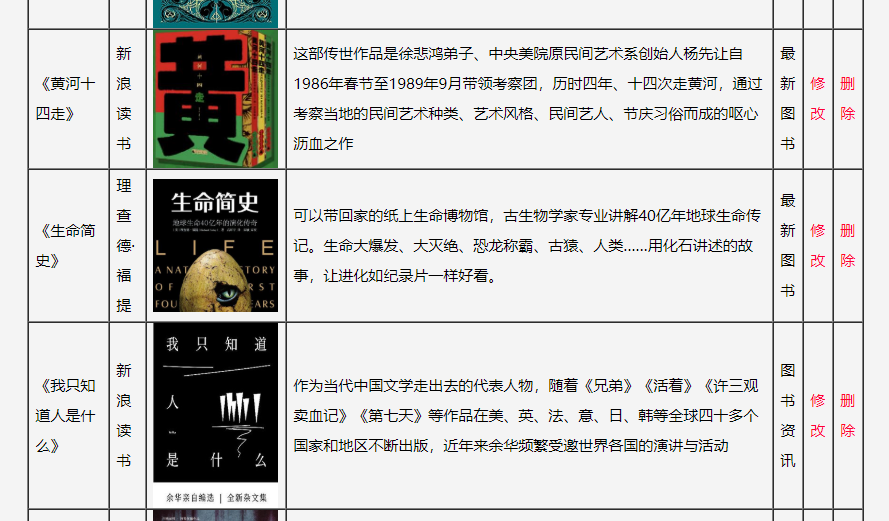 《黄河十
四走》
新
浪
读
书
黄
黄河十四走
这部传世作品是徐悲鸿弟子、中央美院原民间艺术系创始人杨先让自
1986年春节至1989年9月带领考察团，历时四年、十四次走黄河，通过
考察当地的民间艺术种类、艺术风格、民间艺人、节庆习俗而成的呕心
沥血之作
最
新
图
书
修
改
删
除
《生命简
史》
理
查
德·
福
提
生命简史
地球生命40亿年的演化传奇
LIFE
A NATURAL HISTORY
OF THE FIRST
FOUR BILLION YEARS
可以带回家的纸上生命博物馆，古生物学家专业讲解40亿年地球生命传
记。生命大爆发、大灭绝、恐龙称霸、古猿、人类......用化石讲述的故
事，让进化如纪录片一样好看。
最
新
图
书
修
改
删
除
《我只知
道人是什
么》
新
浪
读
书
我 只 知 道
人
是 什 么
余华亲自编选 | 全新杂文集
作为当代中国文学走出去的代表人物，随着《兄弟》《活着》《许三观
卖血记》《第七天》等作品在美、英、法、意、日、韩等全球四十多个
国家和地区不断出版，近年来余华频繁受邀世界各国的演讲与活动
图
书
资
讯
修
改
删
除